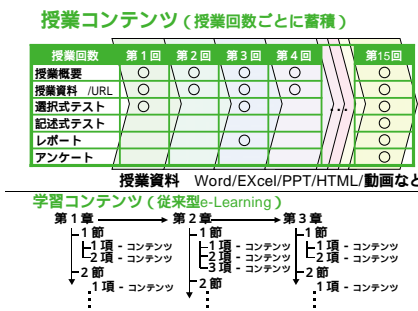 授業コンテンツ（授業回数ごとに蓄積）
授業回数 第1回 第2回 第3回 第4回 第15回
授業概要 ○ ○ ○ ○ ○
授業資料 /URL ○ ○ ○ ○ ○
選択式テスト ○ ○ ... ○
記述式テスト ○
レポート ○ ○
アンケート ○
授業資料 Word/EXcel/PPT/HTML/動画など
学習コンテンツ（従来型e-Learning）
第1章 第2章 第3章
1節 1節 1節
1項 - コンテンツ 1項 - コンテンツ 1項 - コンテンツ
2項 - コンテンツ 2項 - コンテンツ 2項 - コンテンツ
3項 - コンテンツ
2節 2節 2節
1項 - コンテンツ 1項 - コンテンツ 1項 - コンテンツ